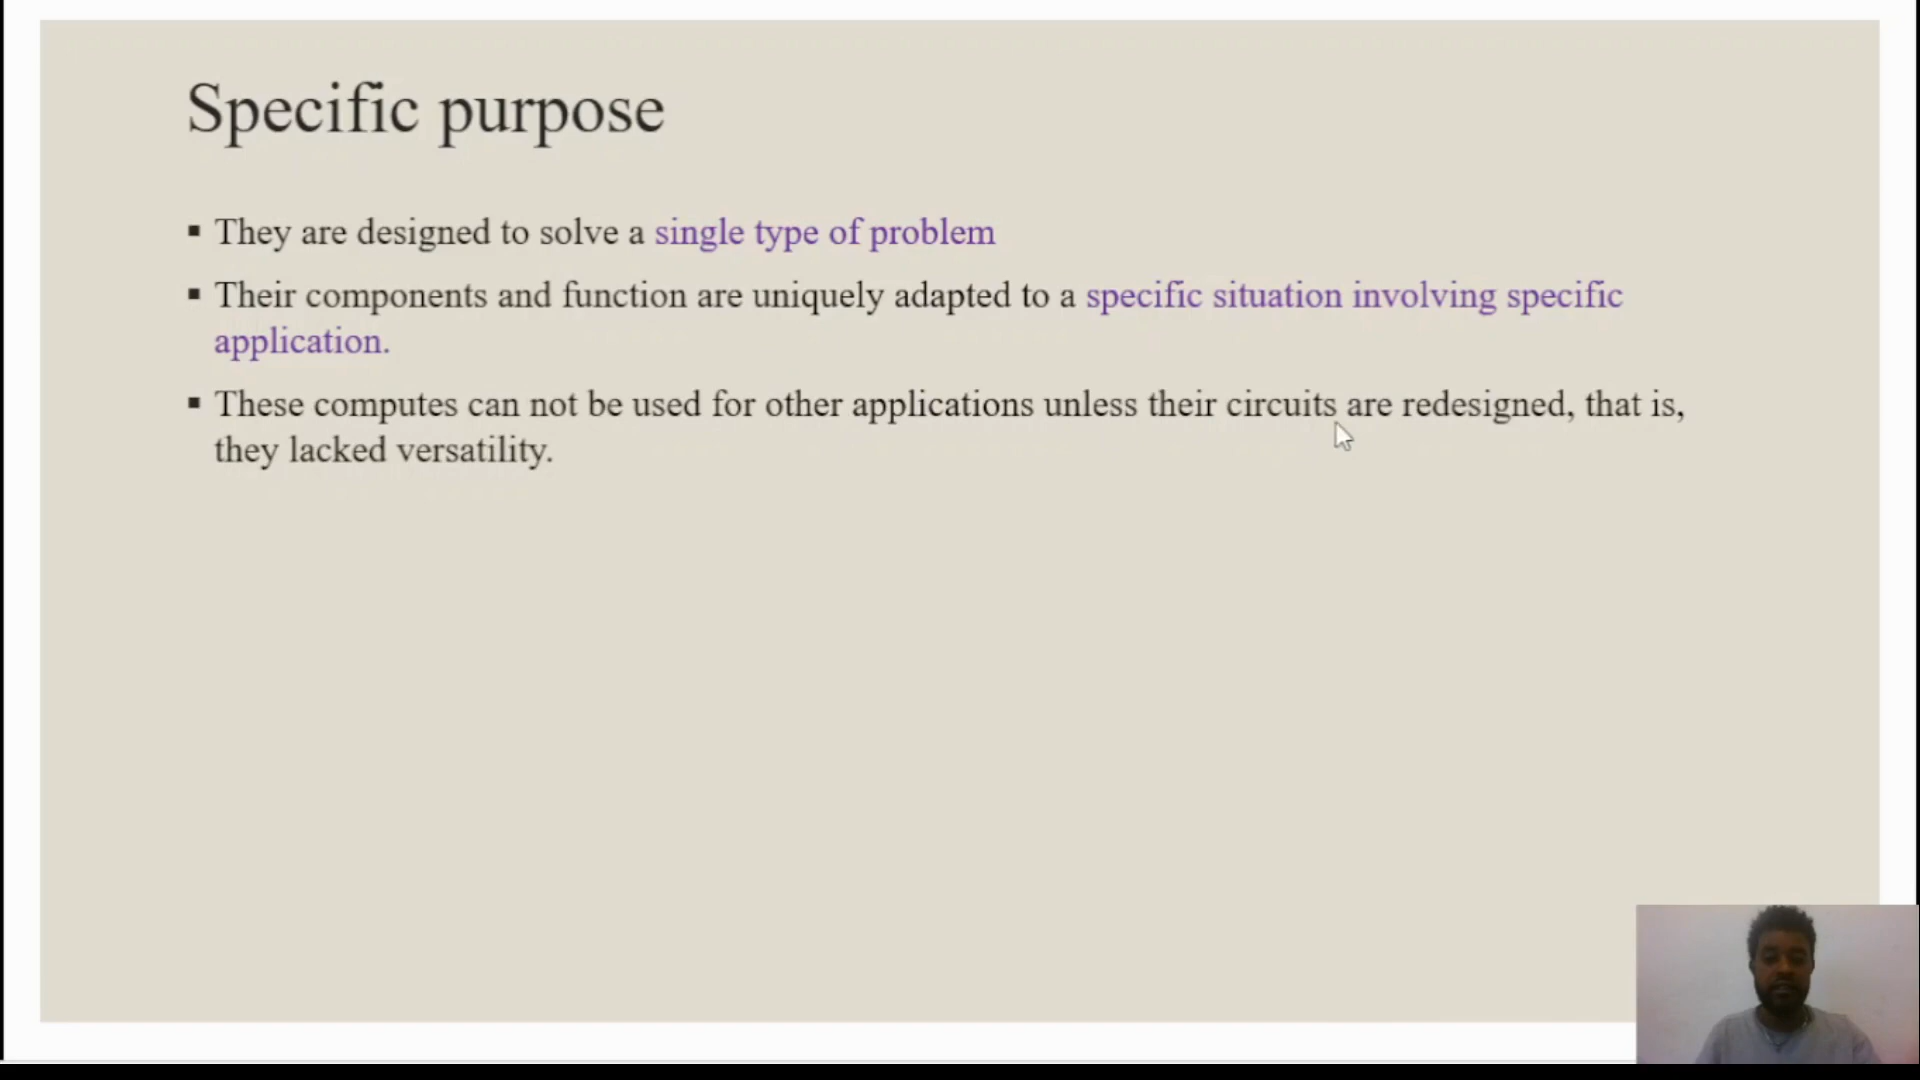 Specific purpose
▪ They are designed to solve a single type of problem
▪ Their components and function are uniquely adapted to a specific situation involving specific
application.
▪ These computes can not be used for other applications unless their circuits are redesigned, that is,
they lacked versatility.